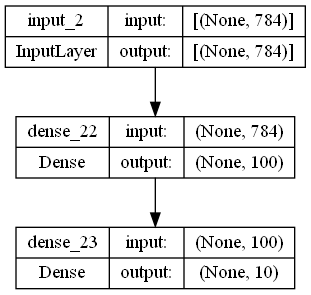 input_2 input: [(None, 784)]
InputLayer output: [(None, 784)]
dense_22 input: (None, 784)
Dense output: (None, 100)
dense_23 input: (None, 100)
Dense output: (None, 10)